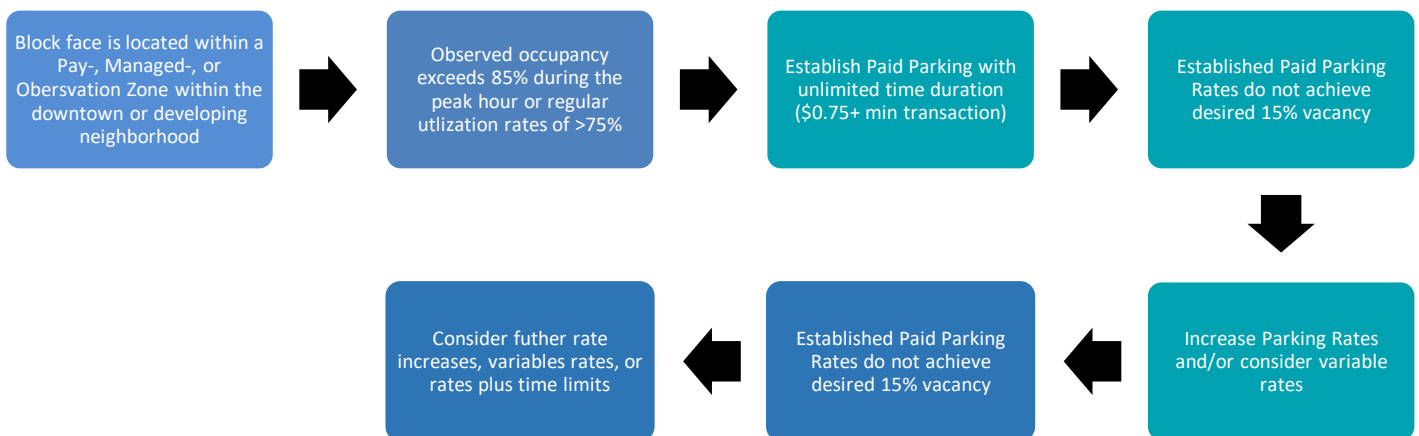 Block face is located within a
Pay-, Managed-, or
Obersvation Zone within the
downtown or developing
neighborhood
Observed occupancy
exceeds 85% during the
peak hour or regular
utlization rates of >75%
Establish Paid Parking with
unlimited time duration
($0.75+ min transaction)
Established Paid Parking
Rates do not achieve
desired 15% vacancy
Increase Parking Rates
and/or consider variable
rates
Established Paid Parking
Rates do not achieve
desired 15% vacancy
Consider futher rate
increases, variables rates, or
rates plus time limits